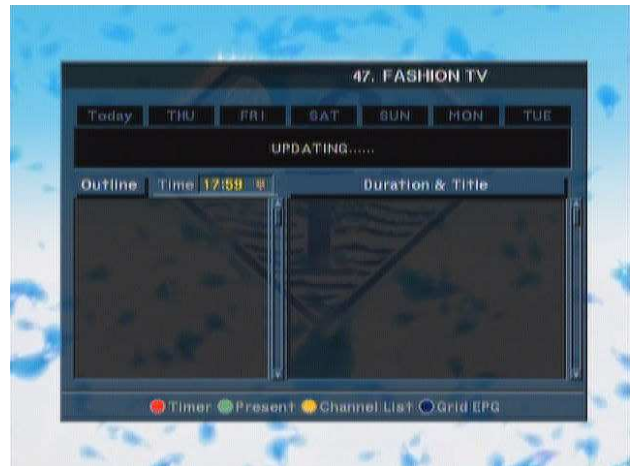 47. FASHION TV
Today THU FRI SAT SUN MON TUE
UPDATING......
Outline Time 17:59 Duration & Title
Timer Present Channel List Grid EPG